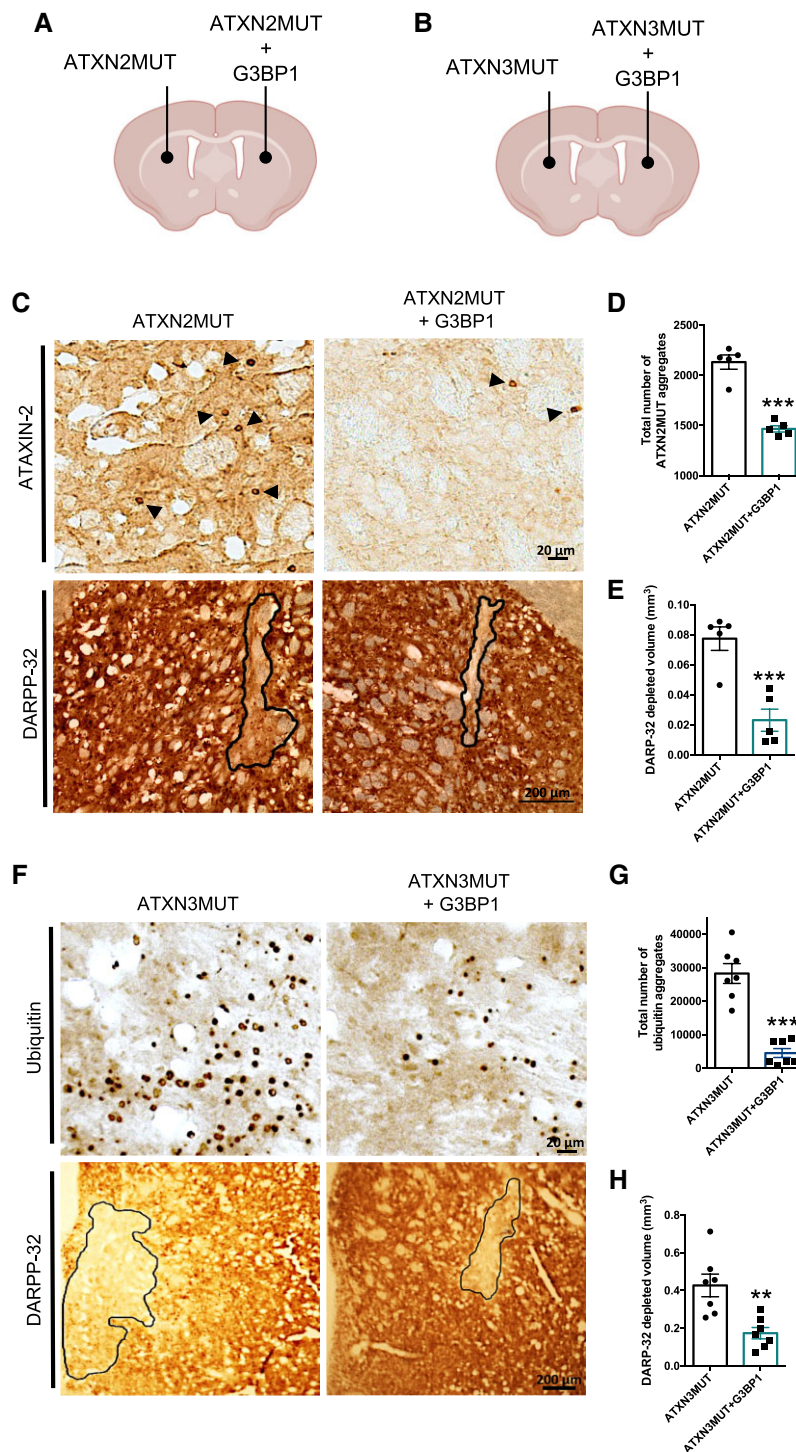 A
ATXN2MUT
ATXN2MUT
+
G3BP1
B
ATXN3MUT
ATXN3MUT
+
G3BP1
C
ATXN2MUT
ATXN2MUT
+ G3BP1
ATAXIN-2
20 µm
DARPP-32
200 µm
D
Total number of
ATXN2MUT aggregates
2500
2000
1500
1000
***
ATXN2MUT
ATXN2MUT+G3BP1
E
DARP-32 depleted volume (mm³)
0.10
0.08
0.06
0.04
0.02
0.00
***
ATXN2MUT
ATXN2MUT+G3BP1
F
ATXN3MUT
ATXN3MUT
+ G3BP1
Ubiquitin
20 µm
DARPP-32
200 µm
G
Total number of
ubiquitin aggregates
40000
30000
20000
10000
0
***
ATXN3MUT
ATXN3MUT+G3BP1
H
DARP-32 depleted volume (mm³)
0.8
0.6
0.4
0.2
0.0
**
ATXN3MUT
ATXN3MUT+G3BP1